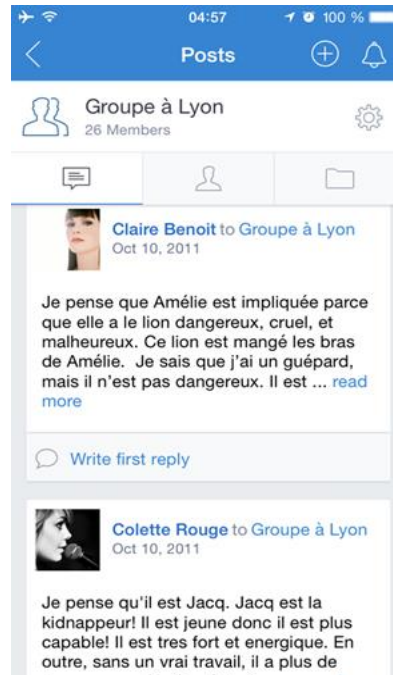 04:57
100 %
Posts
Groupe à Lyon
26 Members
Claire Benoit to Groupe à Lyon
Oct 10, 2011
Je pense que Amélie est impliquée parce
que elle a le lion dangereux, cruel, et
malheureux. Ce lion est mangé les bras
de Amélie.  Je sais que j'ai un guépard,
mais il n'est pas dangereux. Il est ... read
more
Write first reply
Colette Rouge to Groupe à Lyon
Oct 10, 2011
Je pense qu'il est Jacq. Jacq est la
kidnappeur! Il est jeune donc il est plus
capable! Il est tres fort et energique. En
outre, sans un vrai travail, il a plus de